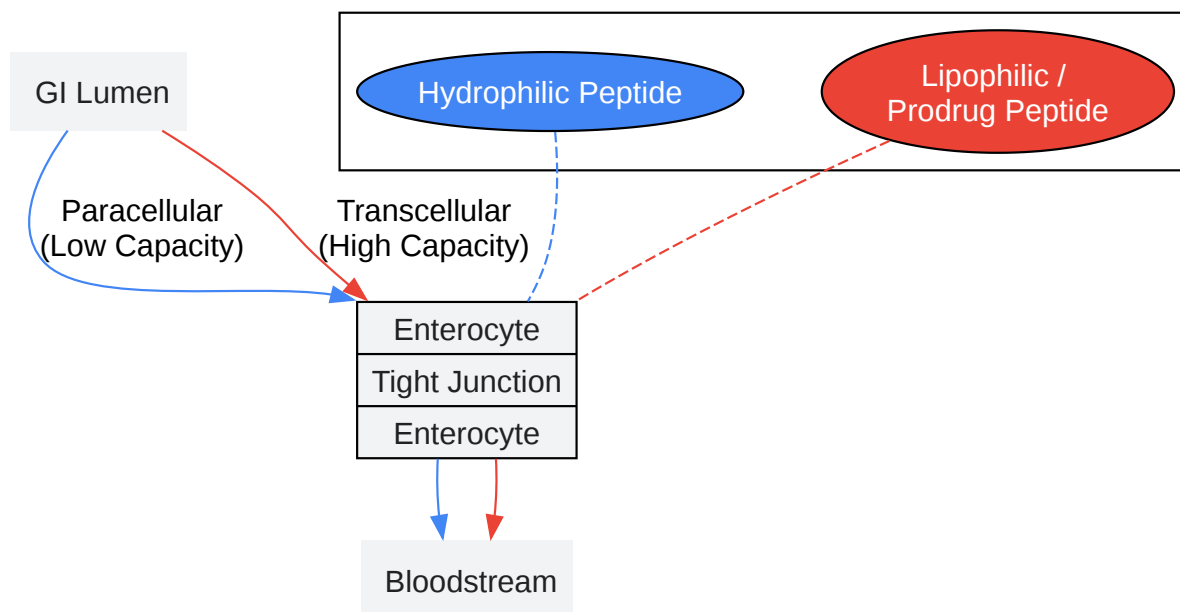 GI Lumen
Hydrophilic Peptide
Lipophilic /
Prodrug Peptide
Paracellular
(Low Capacity)
Transcellular
(High Capacity)
Enterocyte
Tight Junction
Enterocyte
Bloodstream